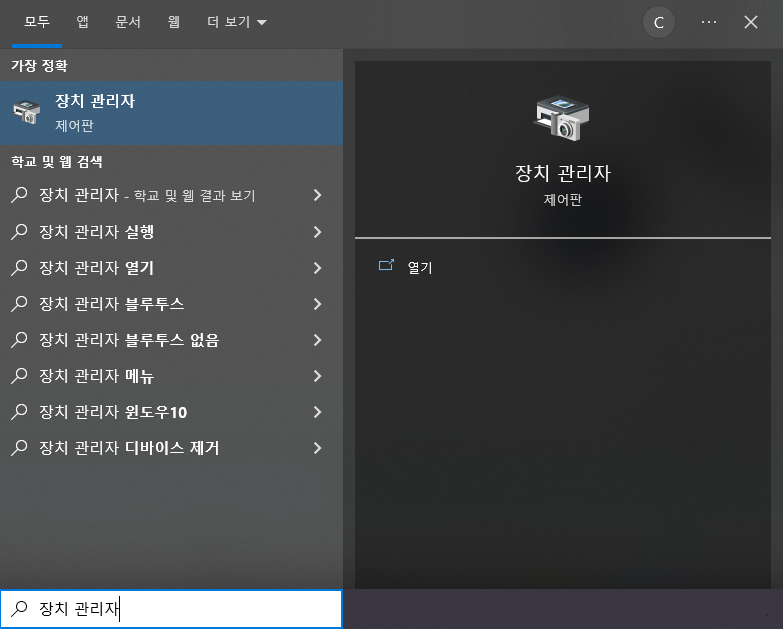 모두 앱 문서 웹 더 보기 C ···
가장 정확
장치 관리자
제어판
학교 및 웹 검색
장치 관리자 - 학교 및 웹 결과 보기
장치 관리자 실행
장치 관리자 열기
장치 관리자 블루투스
장치 관리자 블루투스 없음
장치 관리자 메뉴
장치 관리자 윈도우10
장치 관리자 디바이스 제거
장치 관리자
제어판
열기
장치 관리자